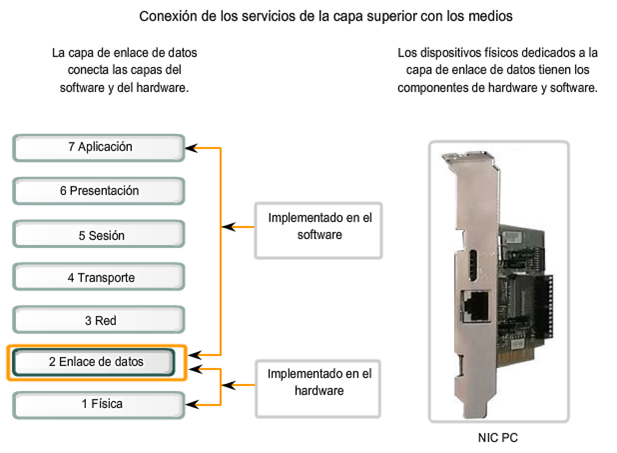 Conexión de los servicios de la capa superior con los medios
La capa de enlace de datos
conecta las capas del
software y del hardware.
Los dispositivos físicos dedicados a la
capa de enlace de datos tienen los
componentes de hardware y software.
7 Aplicación
6 Presentación
5 Sesión
4 Transporte
3 Red
2 Enlace de datos
1 Física
Implementado en el
software
Implementado en el
hardware
NIC PC